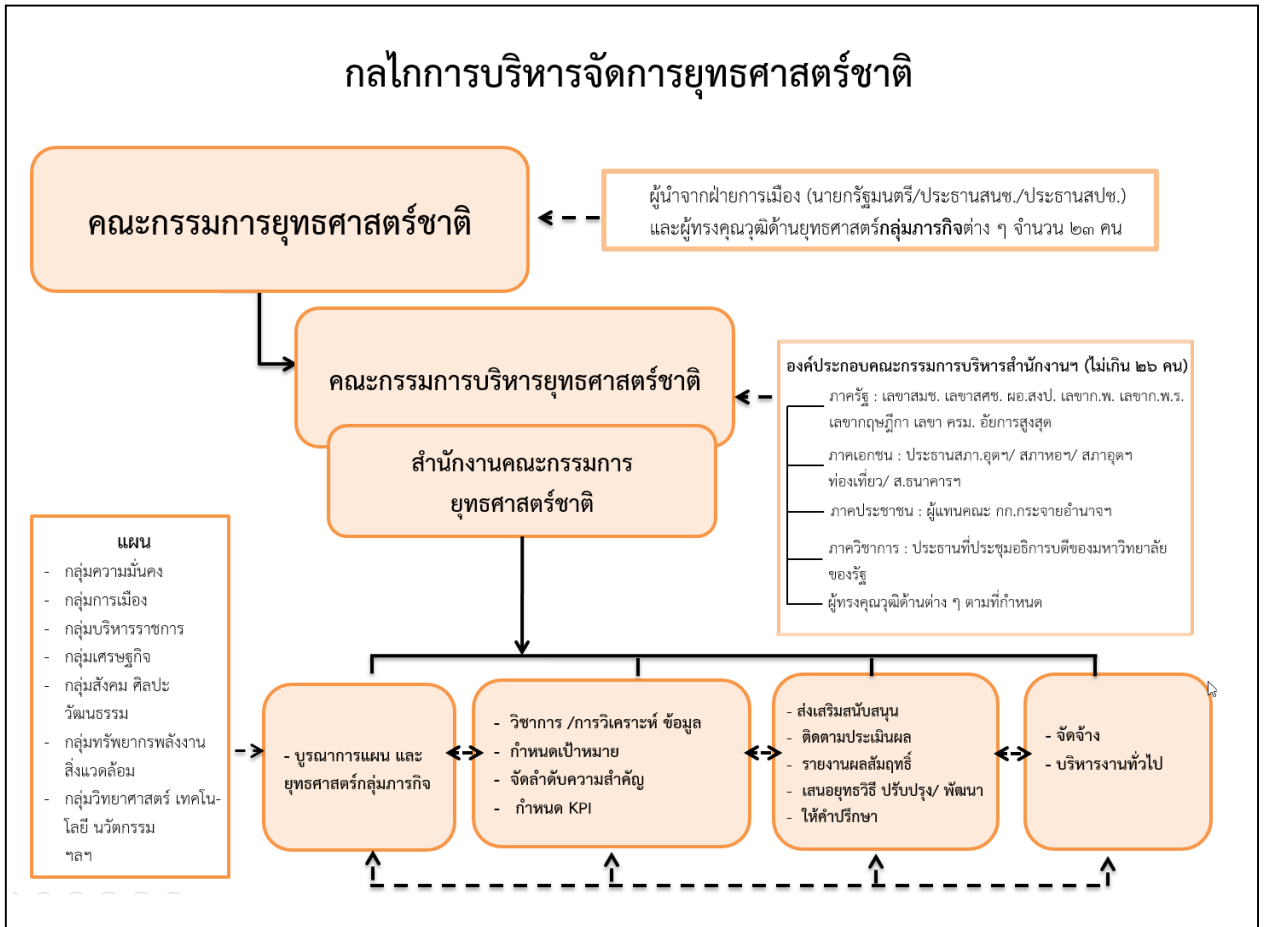 กลไกการบริหารจัดการยุทธศาสตร์ชาติ
คณะกรรมการยุทธศาสตร์ชาติ
ผู้นำจากฝ่ายการเมือง (นายกรัฐมนตรี/ประธานสนช./ประธานสปช.)
และผู้ทรงคุณวุฒิด้านยุทธศาสตร์กลุ่มภารกิจต่าง ๆ จำนวน ๒๓ คน
คณะกรรมการบริหารยุทธศาสตร์ชาติ
สำนักงานคณะกรรมการ
ยุทธศาสตร์ชาติ
องค์ประกอบคณะกรรมการบริหารสำนักงานฯ (ไม่เกิน ๒๖ คน)
ภาครัฐ : เลขาสมช. เลขาสศช. ผอ.สงป. เลขาก.พ. เลขาก.พ.ร.
เลขากฤษฎีกา เลขา ครม. อัยการสูงสุด
ภาคเอกชน : ประธานสภา.อุตฯ/ สภาหอฯ/ สภาอุตฯ
ท่องเที่ยว/ ส.ธนาคารฯ
ภาคประชาชน : ผู้แทนคณะ กก.กระจายอำนาจฯ
ภาควิชาการ : ประธานที่ประชุมอธิการบดีของมหาวิทยาลัย
ของรัฐ
ผู้ทรงคุณวุฒิด้านต่าง ๆ ตามที่กำหนด
แผน
- กลุ่มความมั่นคง
- กลุ่มการเมือง
- กลุ่มบริหารราชการ
- กลุ่มเศรษฐกิจ
- กลุ่มสังคม ศิลปะ
วัฒนธรรม
- กลุ่มทรัพยากรพลังงาน
สิ่งแวดล้อม
- กลุ่มวิทยาศาสตร์ เทคโน-
โลยี นวัตกรรม
ฯลฯ
- บูรณาการแผน และ
ยุทธศาสตร์กลุ่มภารกิจ
- วิชาการ /การวิเคราะห์ ข้อมูล
- กำหนดเป้าหมาย
- จัดลำดับความสำคัญ
- กำหนด KPI
- ส่งเสริมสนับสนุน
- ติดตามประเมินผล
- รายงานผลสัมฤทธิ์
- เสนอยุทธวิธี ปรับปรุง/ พัฒนา
- ให้คำปรึกษา
- จัดจ้าง
- บริหารงานทั่วไป